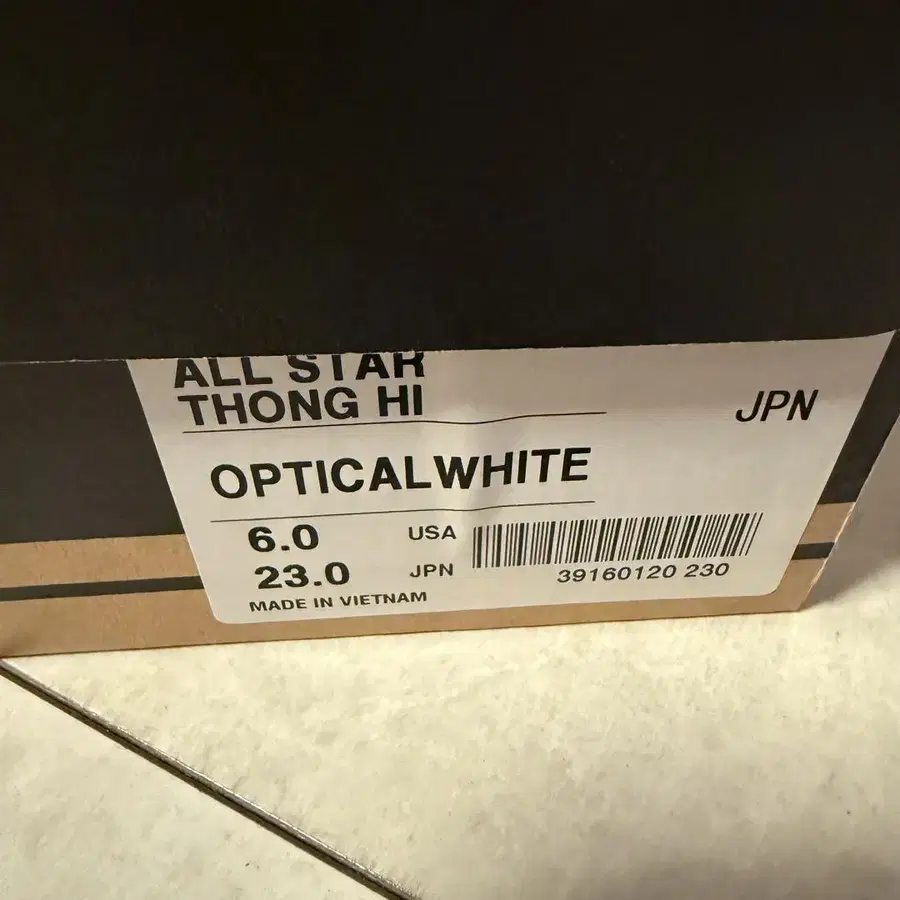 ALL STAR
THONG HI
JPN
OPTICALWHITE
6.0 USA
23.0 JPN
39160120 230
MADE IN VIETNAM